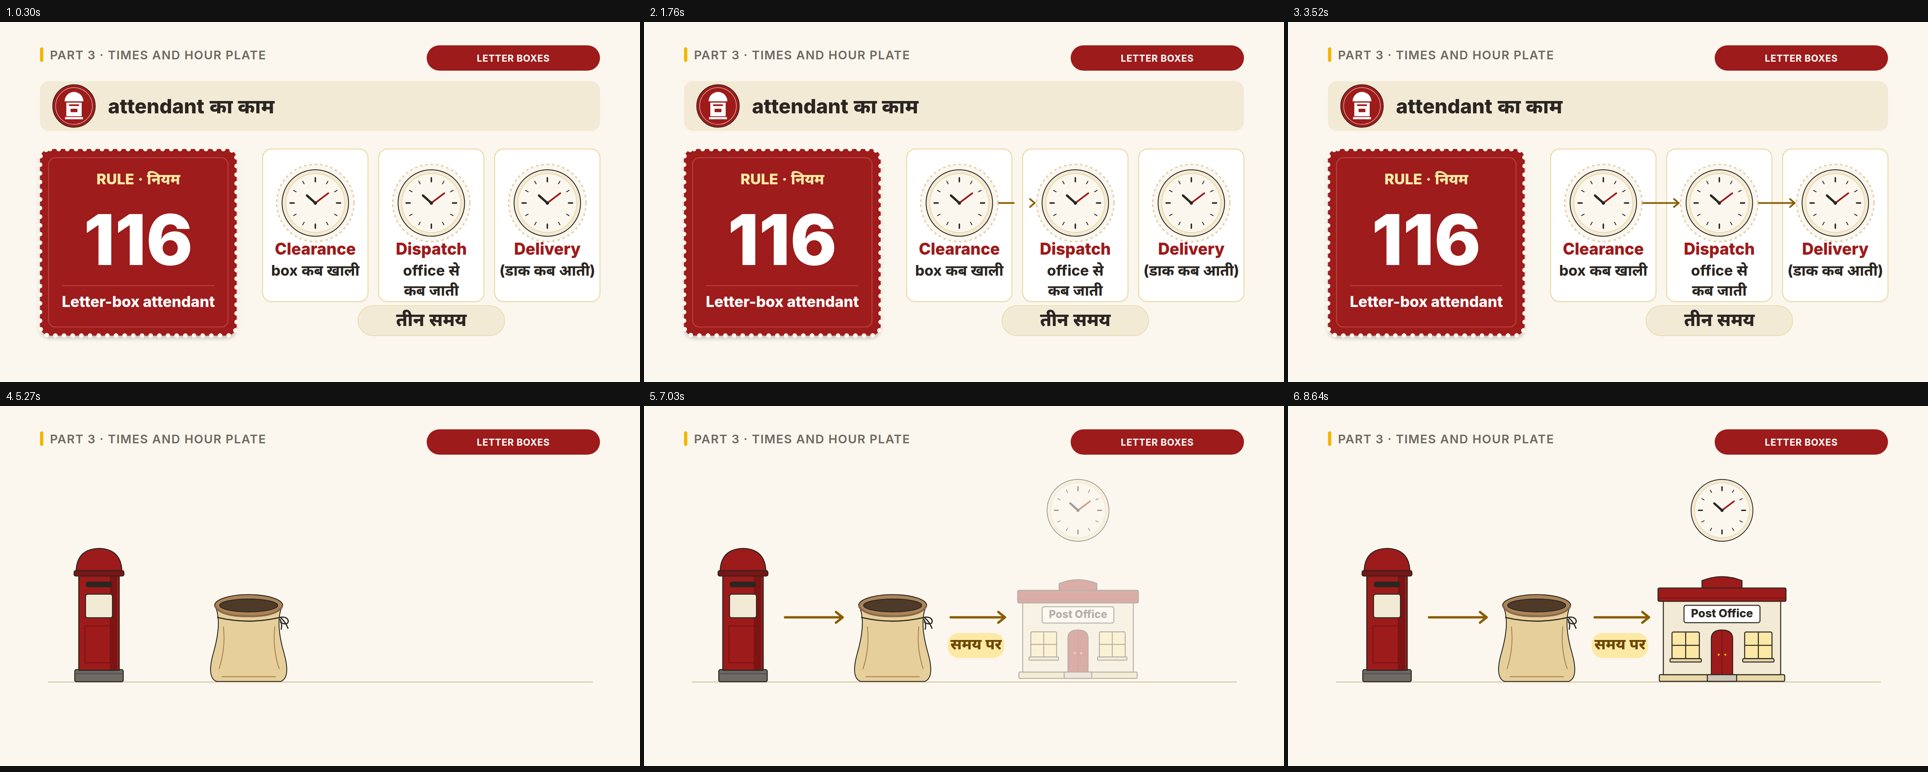 1. 0.30s
PART 3 · TIMES AND HOUR PLATE
LETTER BOXES
attendant का काम
RULE · नियम
116
Letter-box attendant
Clearance
box कब खाली
Dispatch
office से
कब जाती
Delivery
(डाक कब आती)
तीन समय
2. 1.76s
PART 3 · TIMES AND HOUR PLATE
LETTER BOXES
attendant का काम
RULE · नियम
116
Letter-box attendant
Clearance
box कब खाली
Dispatch
office से
कब जाती
Delivery
(डाक कब आती)
तीन समय
3. 3.52s
PART 3 · TIMES AND HOUR PLATE
LETTER BOXES
attendant का काम
RULE · नियम
116
Letter-box attendant
Clearance
box कब खाली
Dispatch
office से
कब जाती
Delivery
(डाक कब आती)
तीन समय
4. 5.27s
PART 3 · TIMES AND HOUR PLATE
LETTER BOXES
5. 7.03s
PART 3 · TIMES AND HOUR PLATE
LETTER BOXES
Post Office
समय पर
6. 8.64s
PART 3 · TIMES AND HOUR PLATE
LETTER BOXES
Post Office
समय पर